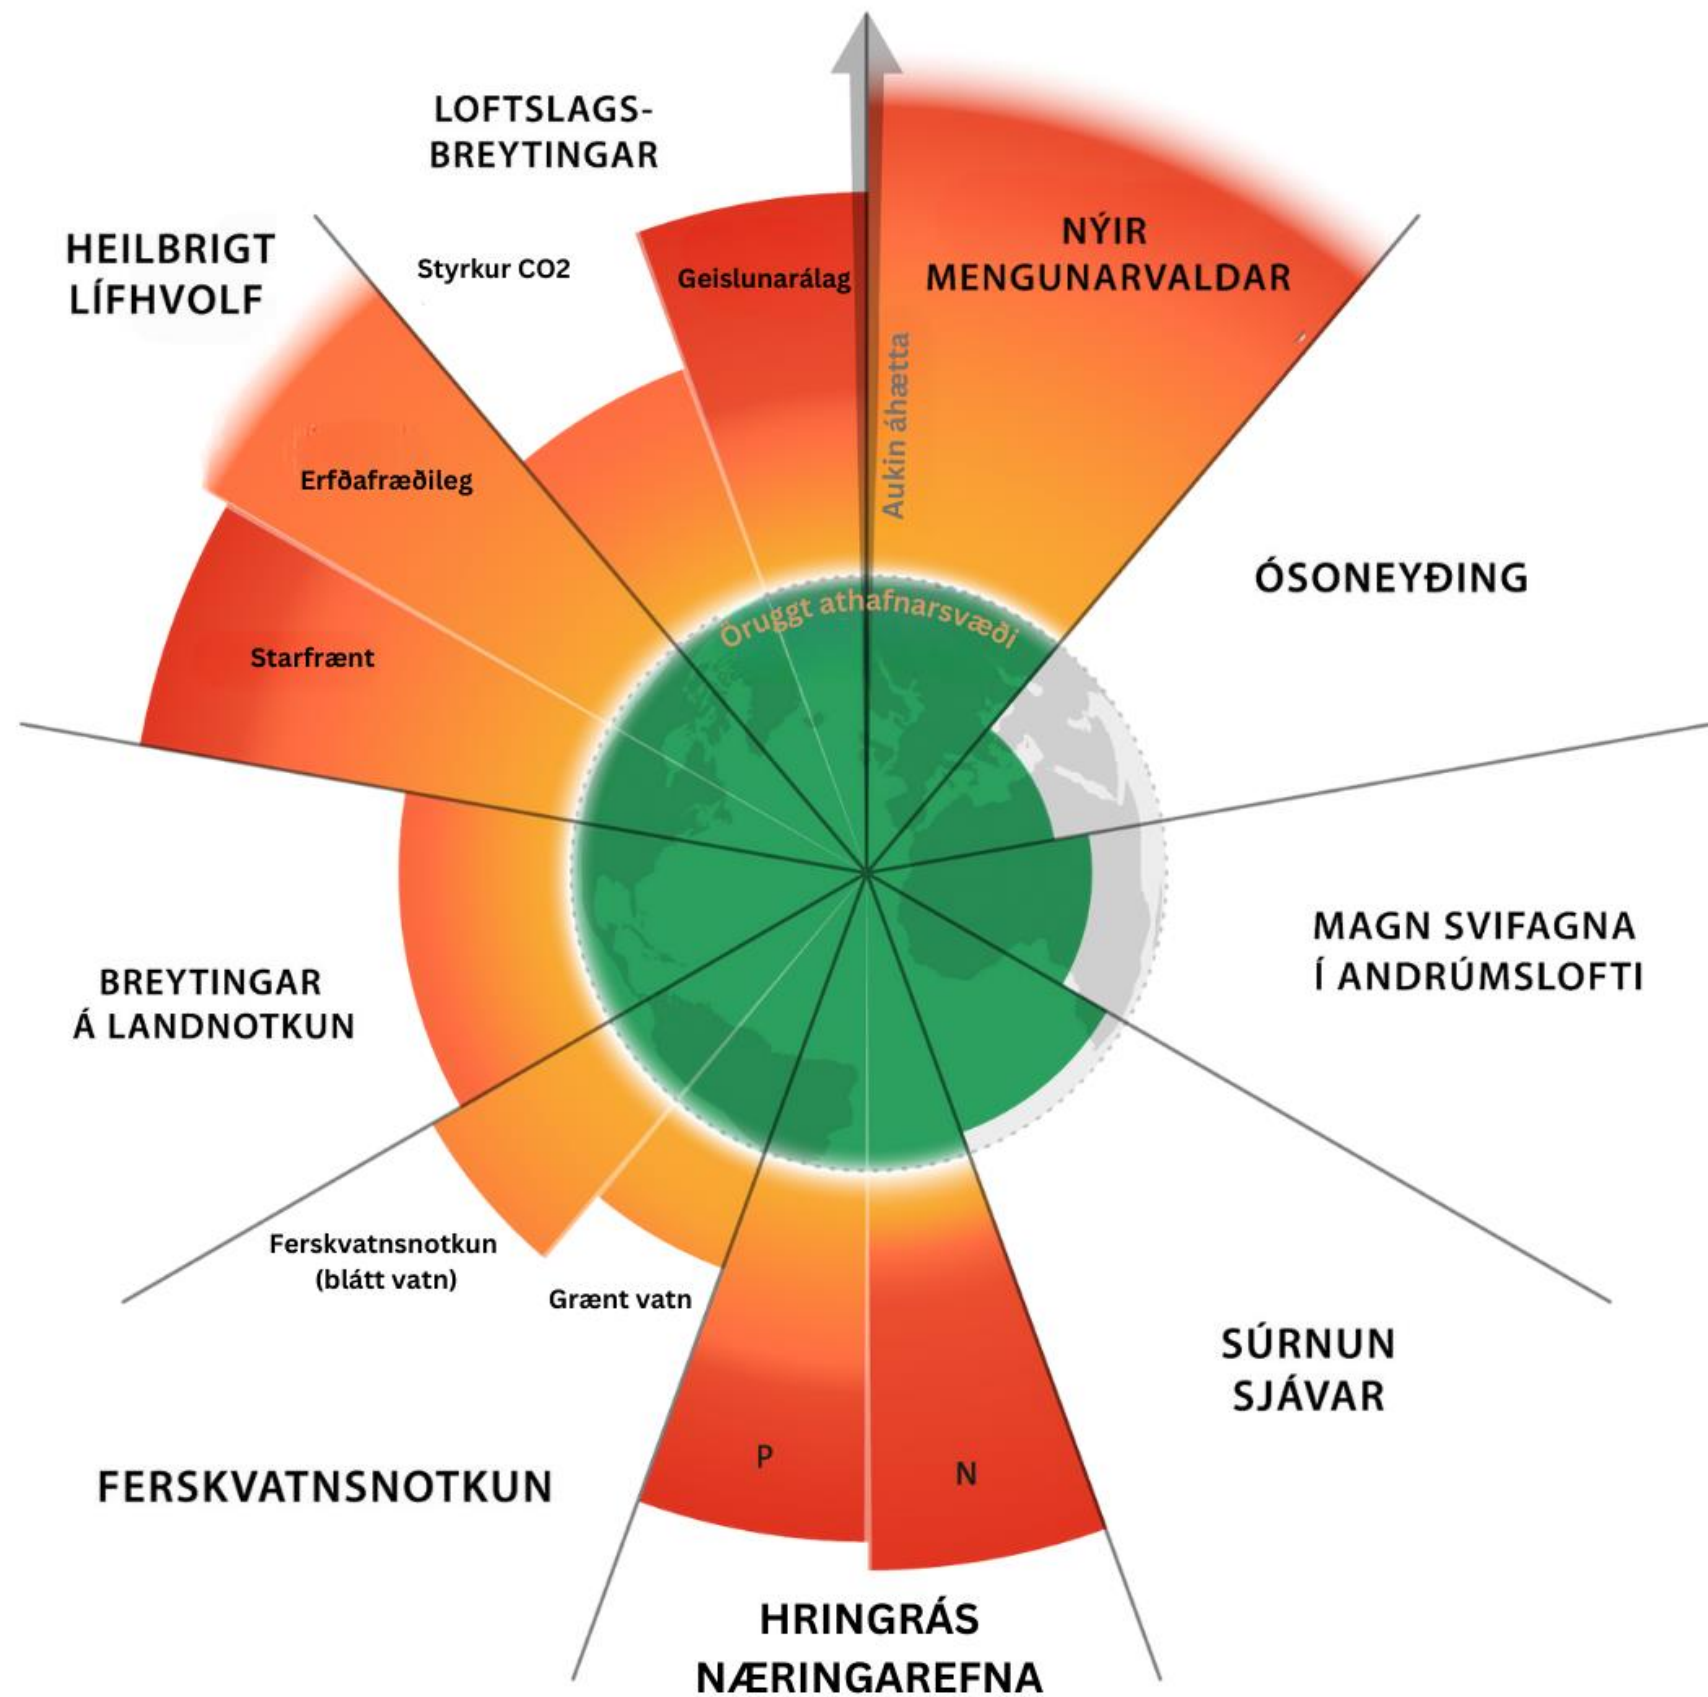 LOFTSLAGS-
BREYTINGAR
Styrkur CO2
Geislunarálag
NÝIR
MENGUNARVALDAR
Aukin áhætta
HEILBRIGT
LÍFHVOLF
Erfðafræðileg
Starfrænt
Öruggt athafnarsvæði
ÓSONEYÐING
MAGN SVIFAGNA
Í ANDRÚMSLOFTI
BREYTINGAR
Á LANDNOTKUN
Ferskvatnsnotkun
(blátt vatn)
Grænt vatn
FERSKVATNSNOTKUN
P
N
SÚRNUN
SJÁVAR
HRINGRÁS
NÆRINGAREFNA